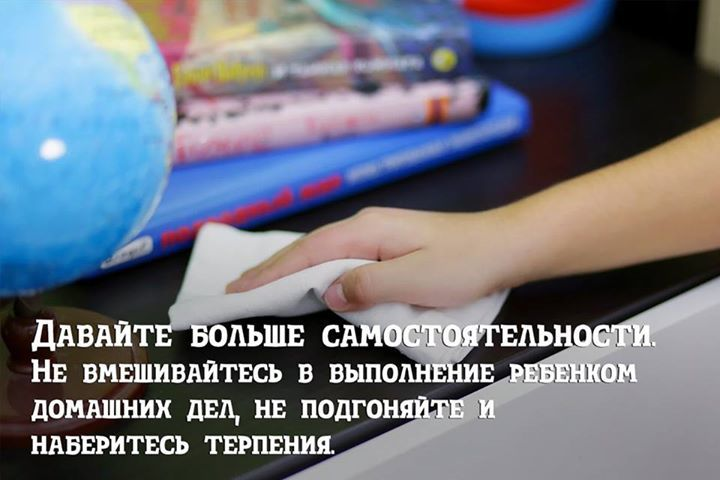 Давайте больше самостоятельности.
Не вмешивайтесь в выполнение ребенком
домашних дел, не подгоняйте и
наберитесь терпения.